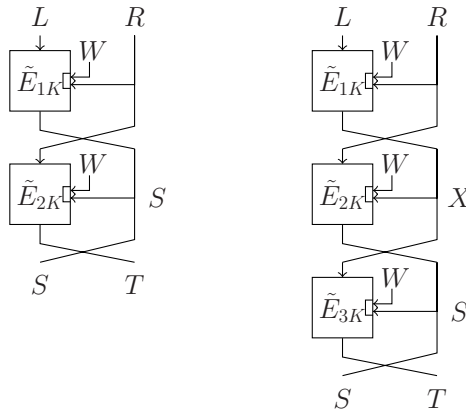 L R L R
W W
Ẽ1K Ẽ1K
W W
Ẽ2K S Ẽ2K X
S T W
Ẽ3K S
S T